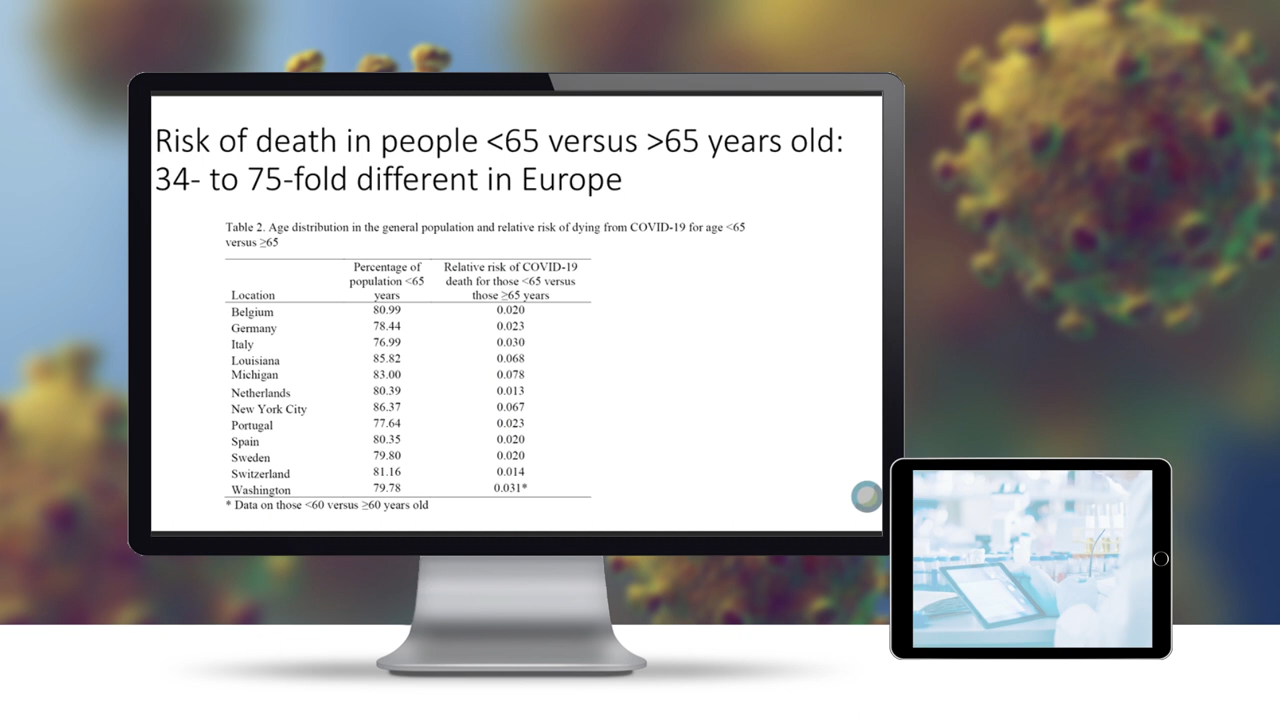 Risk of death in people <65 versus >65 years old:
34- to 75-fold different in Europe
Table 2. Age distribution in the general population and relative risk of dying from COVID-19 for age <65
versus ≥65
Location Percentage of population <65 years Relative risk of COVID-19 death for those <65 versus those ≥65 years
Belgium 80.99 0.020
Germany 78.44 0.023
Italy 76.99 0.030
Louisiana 85.82 0.068
Michigan 83.00 0.078
Netherlands 80.39 0.013
New York City 86.37 0.067
Portugal 77.64 0.023
Spain 80.35 0.020
Sweden 79.80 0.020
Switzerland 81.16 0.014
Washington 79.78 0.031*
* Data on those <60 versus ≥60 years old